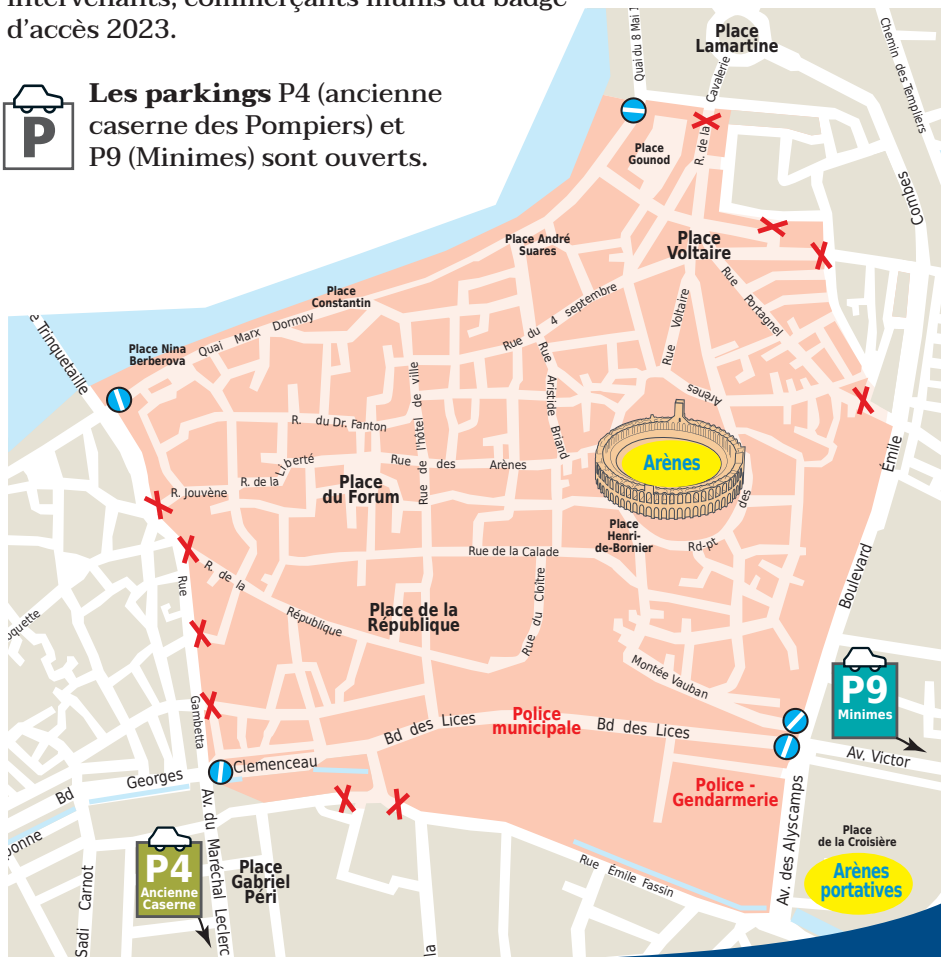 intervenants, commerçants munis du badge
d'accès 2023.
P
Les parkings P4 (ancienne
caserne des Pompiers) et
P9 (Minimes) sont ouverts.
Quai du 8 Mai
Place
Lamartine
Chemin des Templiers
R. de la Cavalerie
Place
Gounod
Combes
Place André
Suares
Place
Voltaire
Place
Constantin
Rue Portagnel
Trinquetaille
Place Nina
Berberova
Quai Marx Dormoy
Rue du 4 septembre
Rue Voltaire
Rue Aristide Briand
Rue de l'hôtel de ville
R. du Dr. Fanton
Arènes
Émile
R. de la Liberté
Rue des Arènes
Arènes
R. Jouvène
Place
du Forum
Place
Henri-
de-Bornier
Rd-pt
des
Rue de la Calade
Boulevard
Rue
R. de la République
Place de la
République
Rue du Cloître
Montée Vauban
P9
Minimes
Gambetta
Bd des Lices
Police
municipale
Bd des Lices
Av. Victor
Bd Georges Clemenceau
Police -
Gendarmerie
Av. des Alyscamps
Place
de la Croisière
P4
Ancienne
Caserne
Av. du Maréchal Leclerc
Place
Gabriel
Péri
Rue Émile Fassin
Arènes
portatives
Sadi Carnot
la